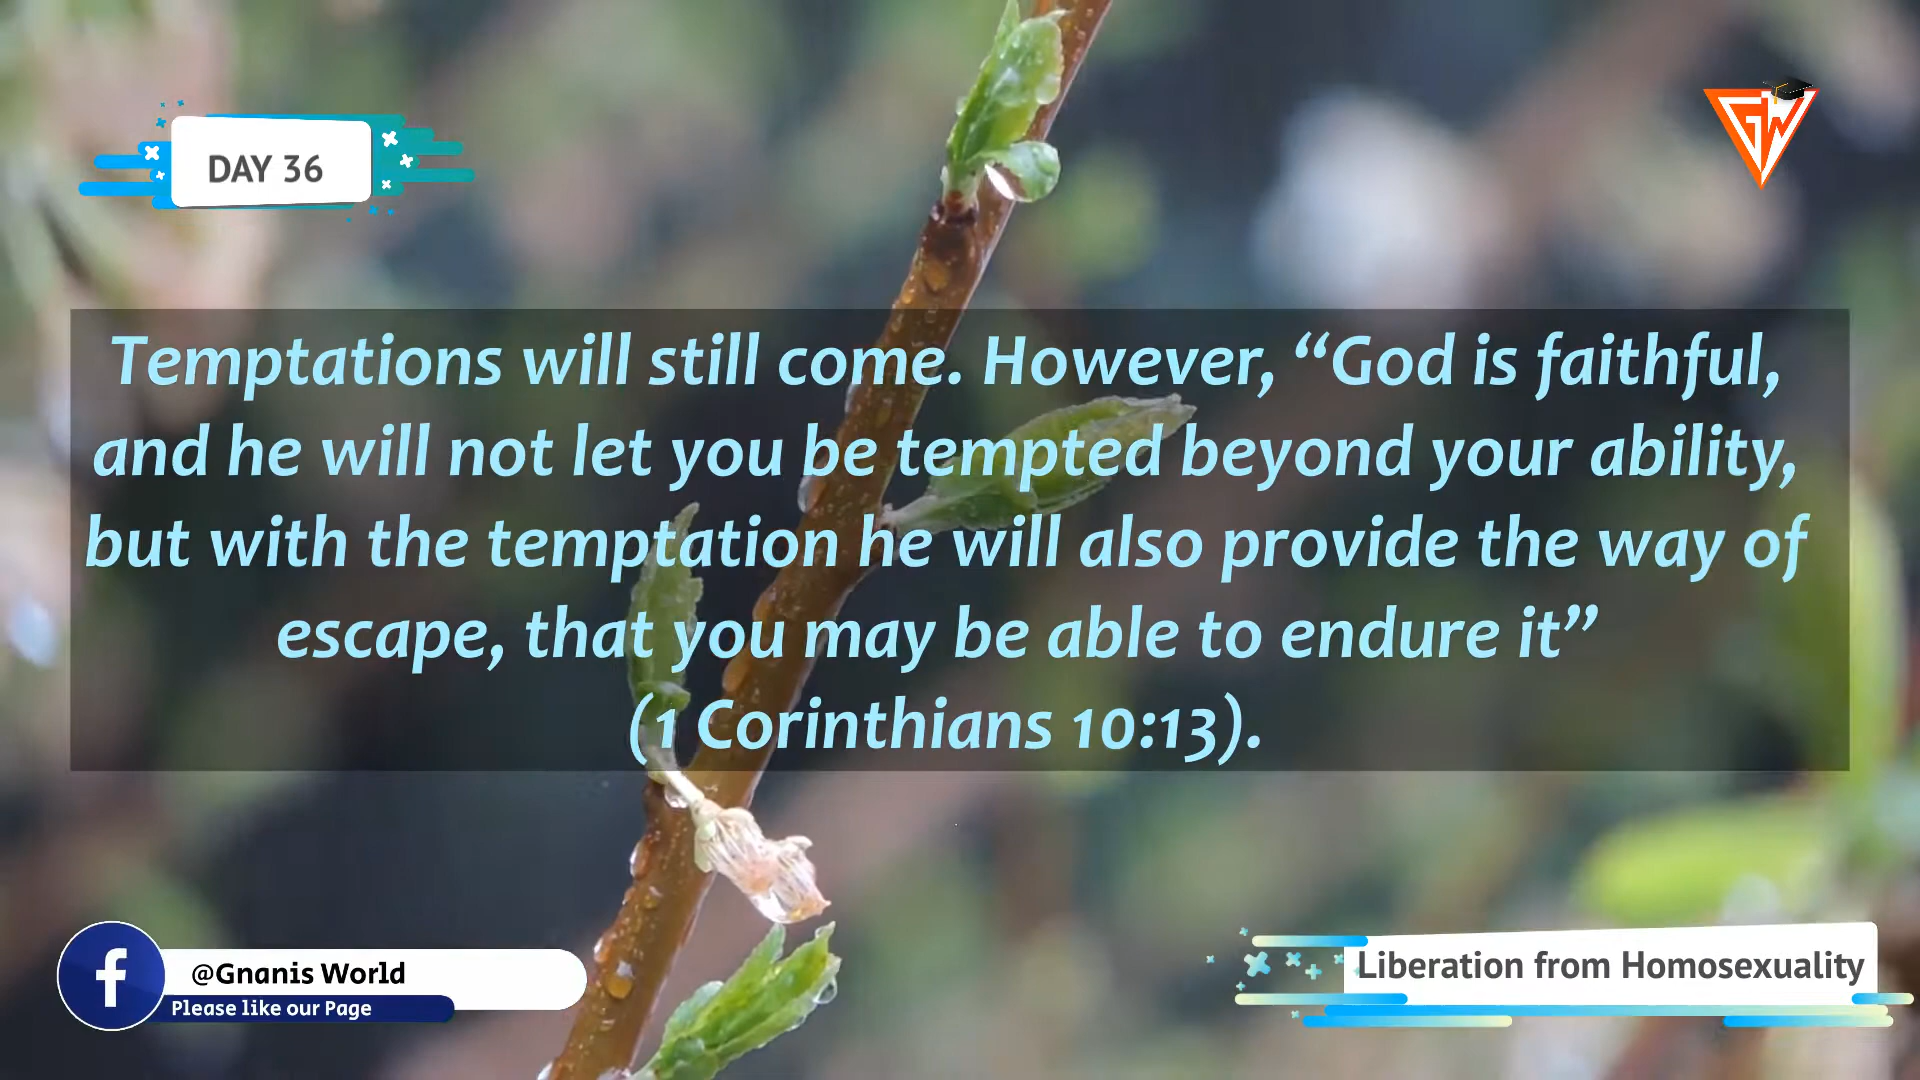 DAY 36
GW
Temptations will still come. However, “God is faithful,
and he will not let you be tempted beyond your ability,
but with the temptation he will also provide the way of
escape, that you may be able to endure it”
(1 Corinthians 10:13).
@Gnanis World
Please like our Page
Liberation from Homosexuality